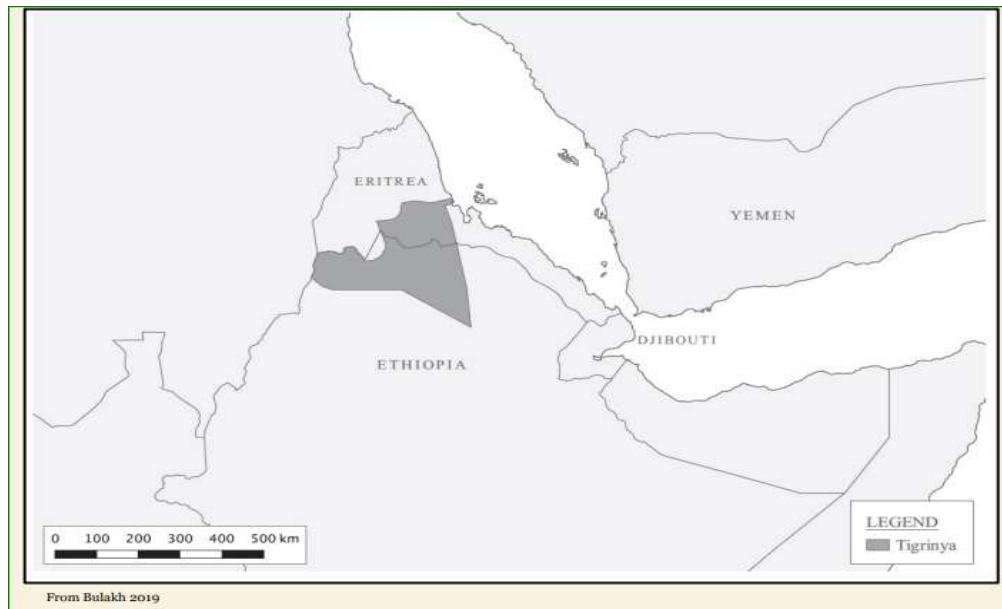 ERITREA
YEMEN
DJIBOUTI
ETHIOPIA
0 100 200 300 400 500 km
LEGEND
Tigrinya
From Bulakh 2019